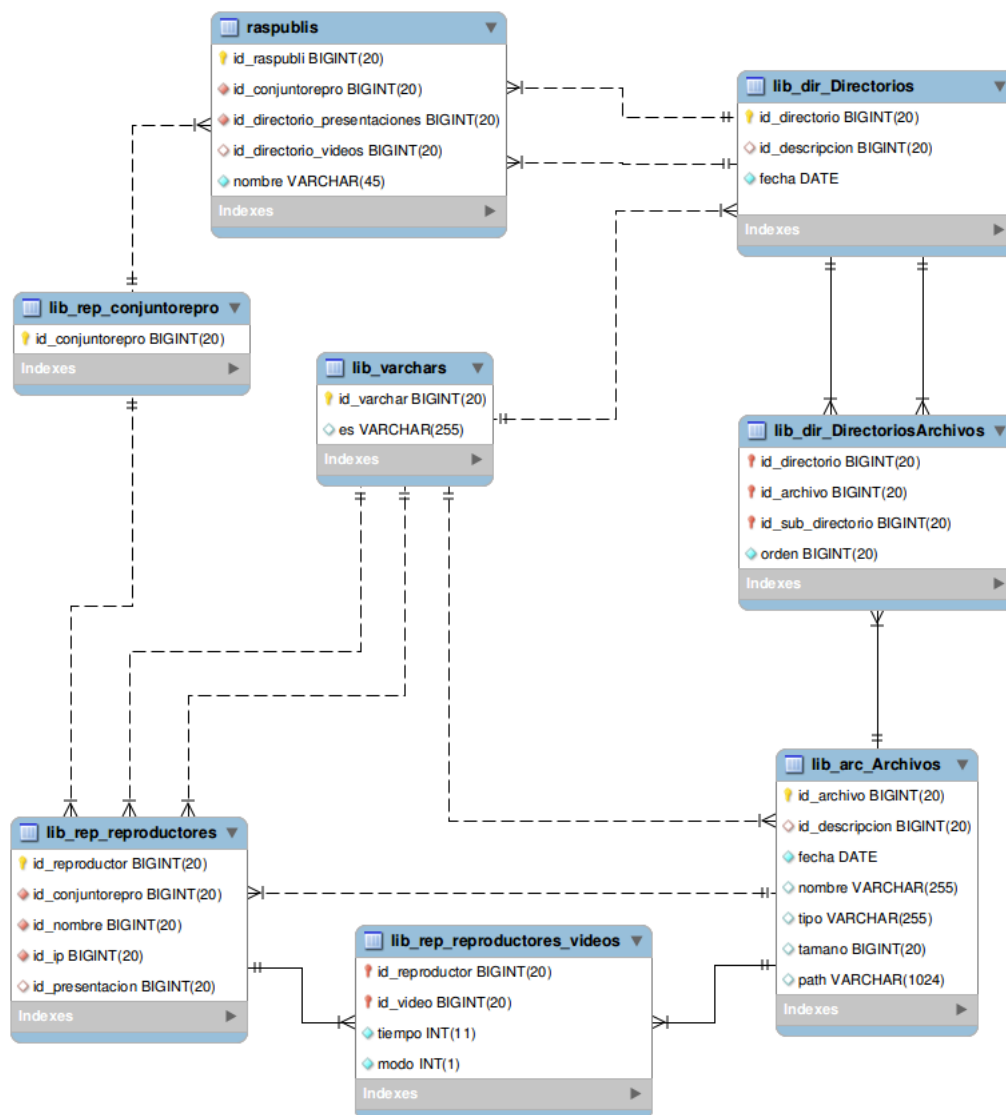 raspublis
id_raspubli BIGINT(20)
id_conjuntorepro BIGINT(20)
id_directorio_presentaciones BIGINT(20)
id_directorio_videos BIGINT(20)
nombre VARCHAR(45)
Indexes
lib_dir_Directorios
id_directorio BIGINT(20)
id_descripcion BIGINT(20)
fecha DATE
Indexes
lib_rep_conjuntorepro
id_conjuntorepro BIGINT(20)
Indexes
lib_varchars
id_varchar BIGINT(20)
es VARCHAR(255)
Indexes
lib_dir_DirectoriosArchivos
id_directorio BIGINT(20)
id_archivo BIGINT(20)
id_sub_directorio BIGINT(20)
orden BIGINT(20)
Indexes
lib_arc_Archivos
id_archivo BIGINT(20)
id_descripcion BIGINT(20)
fecha DATE
nombre VARCHAR(255)
tipo VARCHAR(255)
tamano BIGINT(20)
path VARCHAR(1024)
Indexes
lib_rep_reproductores
id_reproductor BIGINT(20)
id_conjuntorepro BIGINT(20)
id_nombre BIGINT(20)
id_ip BIGINT(20)
id_presentacion BIGINT(20)
Indexes
lib_rep_reproductores_videos
id_reproductor BIGINT(20)
id_video BIGINT(20)
tiempo INT(11)
modo INT(1)
Indexes